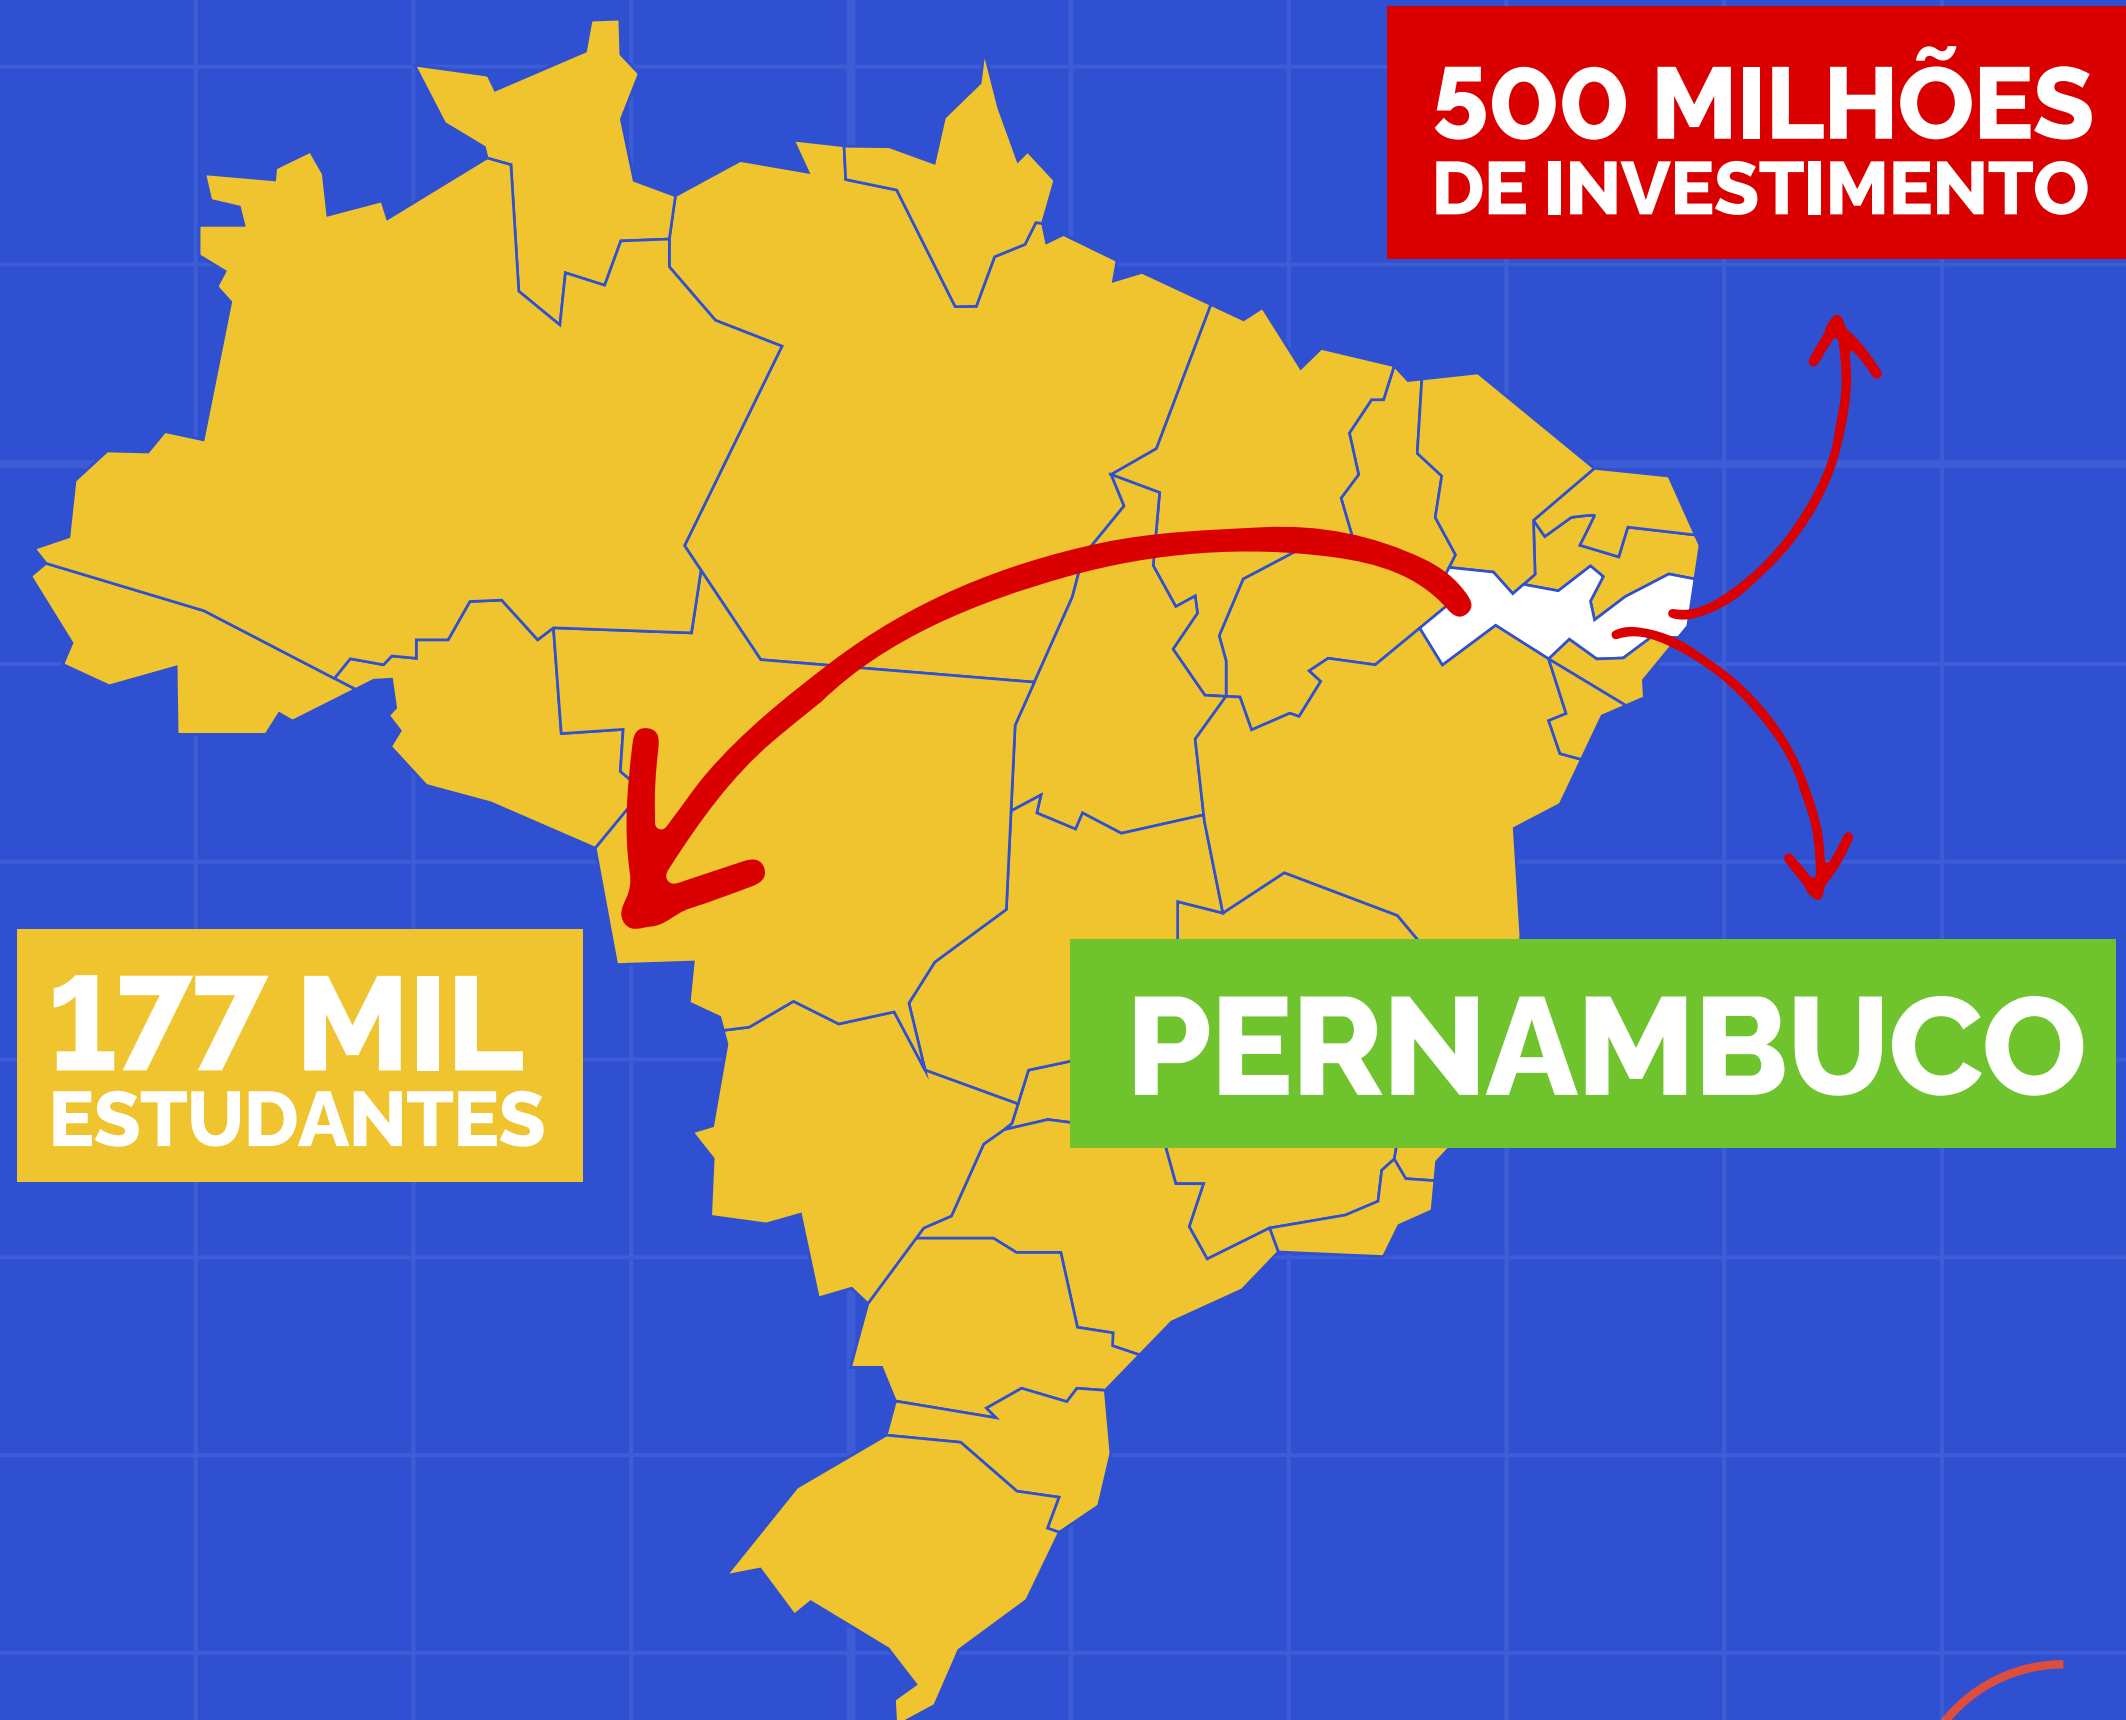 500 MILHÕES
DE INVESTIMENTO
177 MIL
ESTUDANTES
PERNAMBUCO